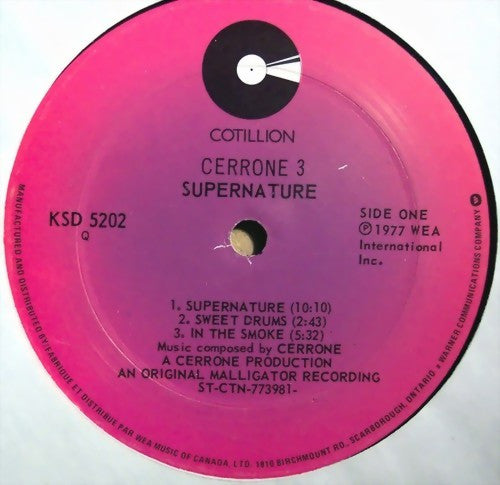 COTILLION
CERRONE 3
SUPERNATURE
KSD 5202
Q
SIDE ONE
Ⓟ 1977 WEA
International
Inc.
1. SUPERNATURE (10:10)
2. SWEET DRUMS (2:43)
3. IN THE SMOKE (5:32)
Music composed by CERRONE
A CERRONE PRODUCTION
AN ORIGINAL MALLIGATOR RECORDING
ST-CTN-773981-
MANUFACTURED AND DISTRIBUTED BY/FABRIQUÉ ET DISTRIBUÉ PAR WEA MUSIC OF CANADA, LTD. 1810 BIRCHMOUNT RD., SCARBOROUGH, ONTARIO • WARNER COMMUNICATIONS COMPANY